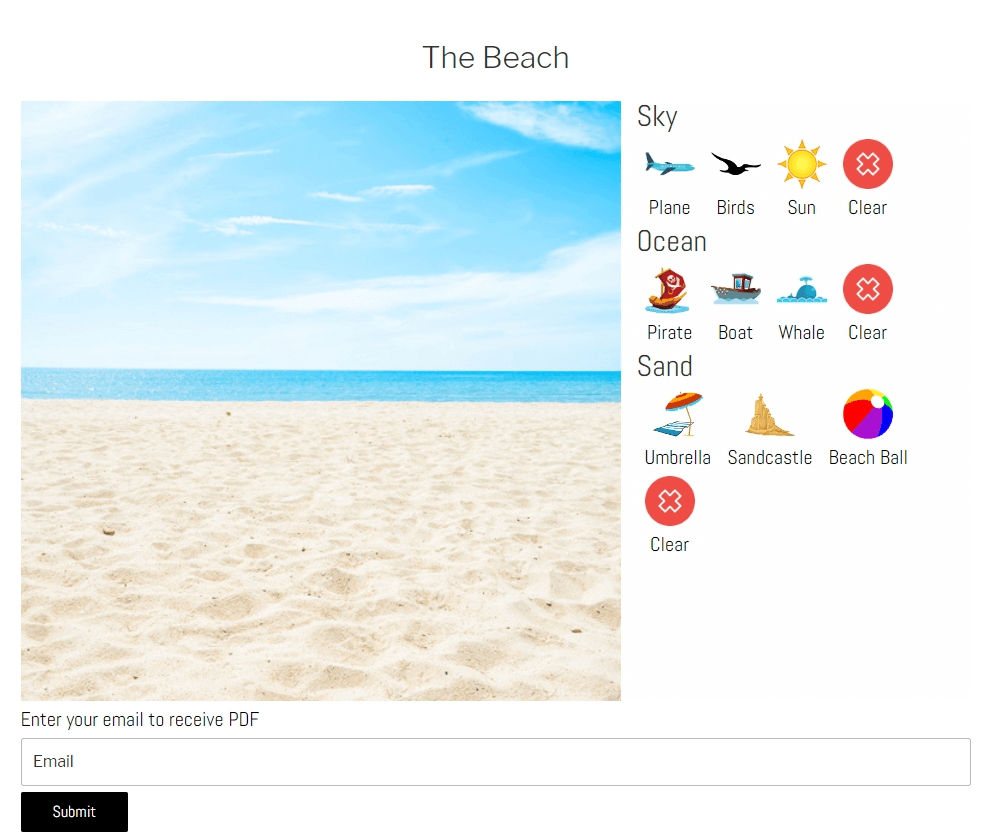 The Beach
Sky
Plane Birds Sun Clear
Ocean
Pirate Boat Whale Clear
Sand
Umbrella Sandcastle Beach Ball
Clear
Enter your email to receive PDF
Email
Submit